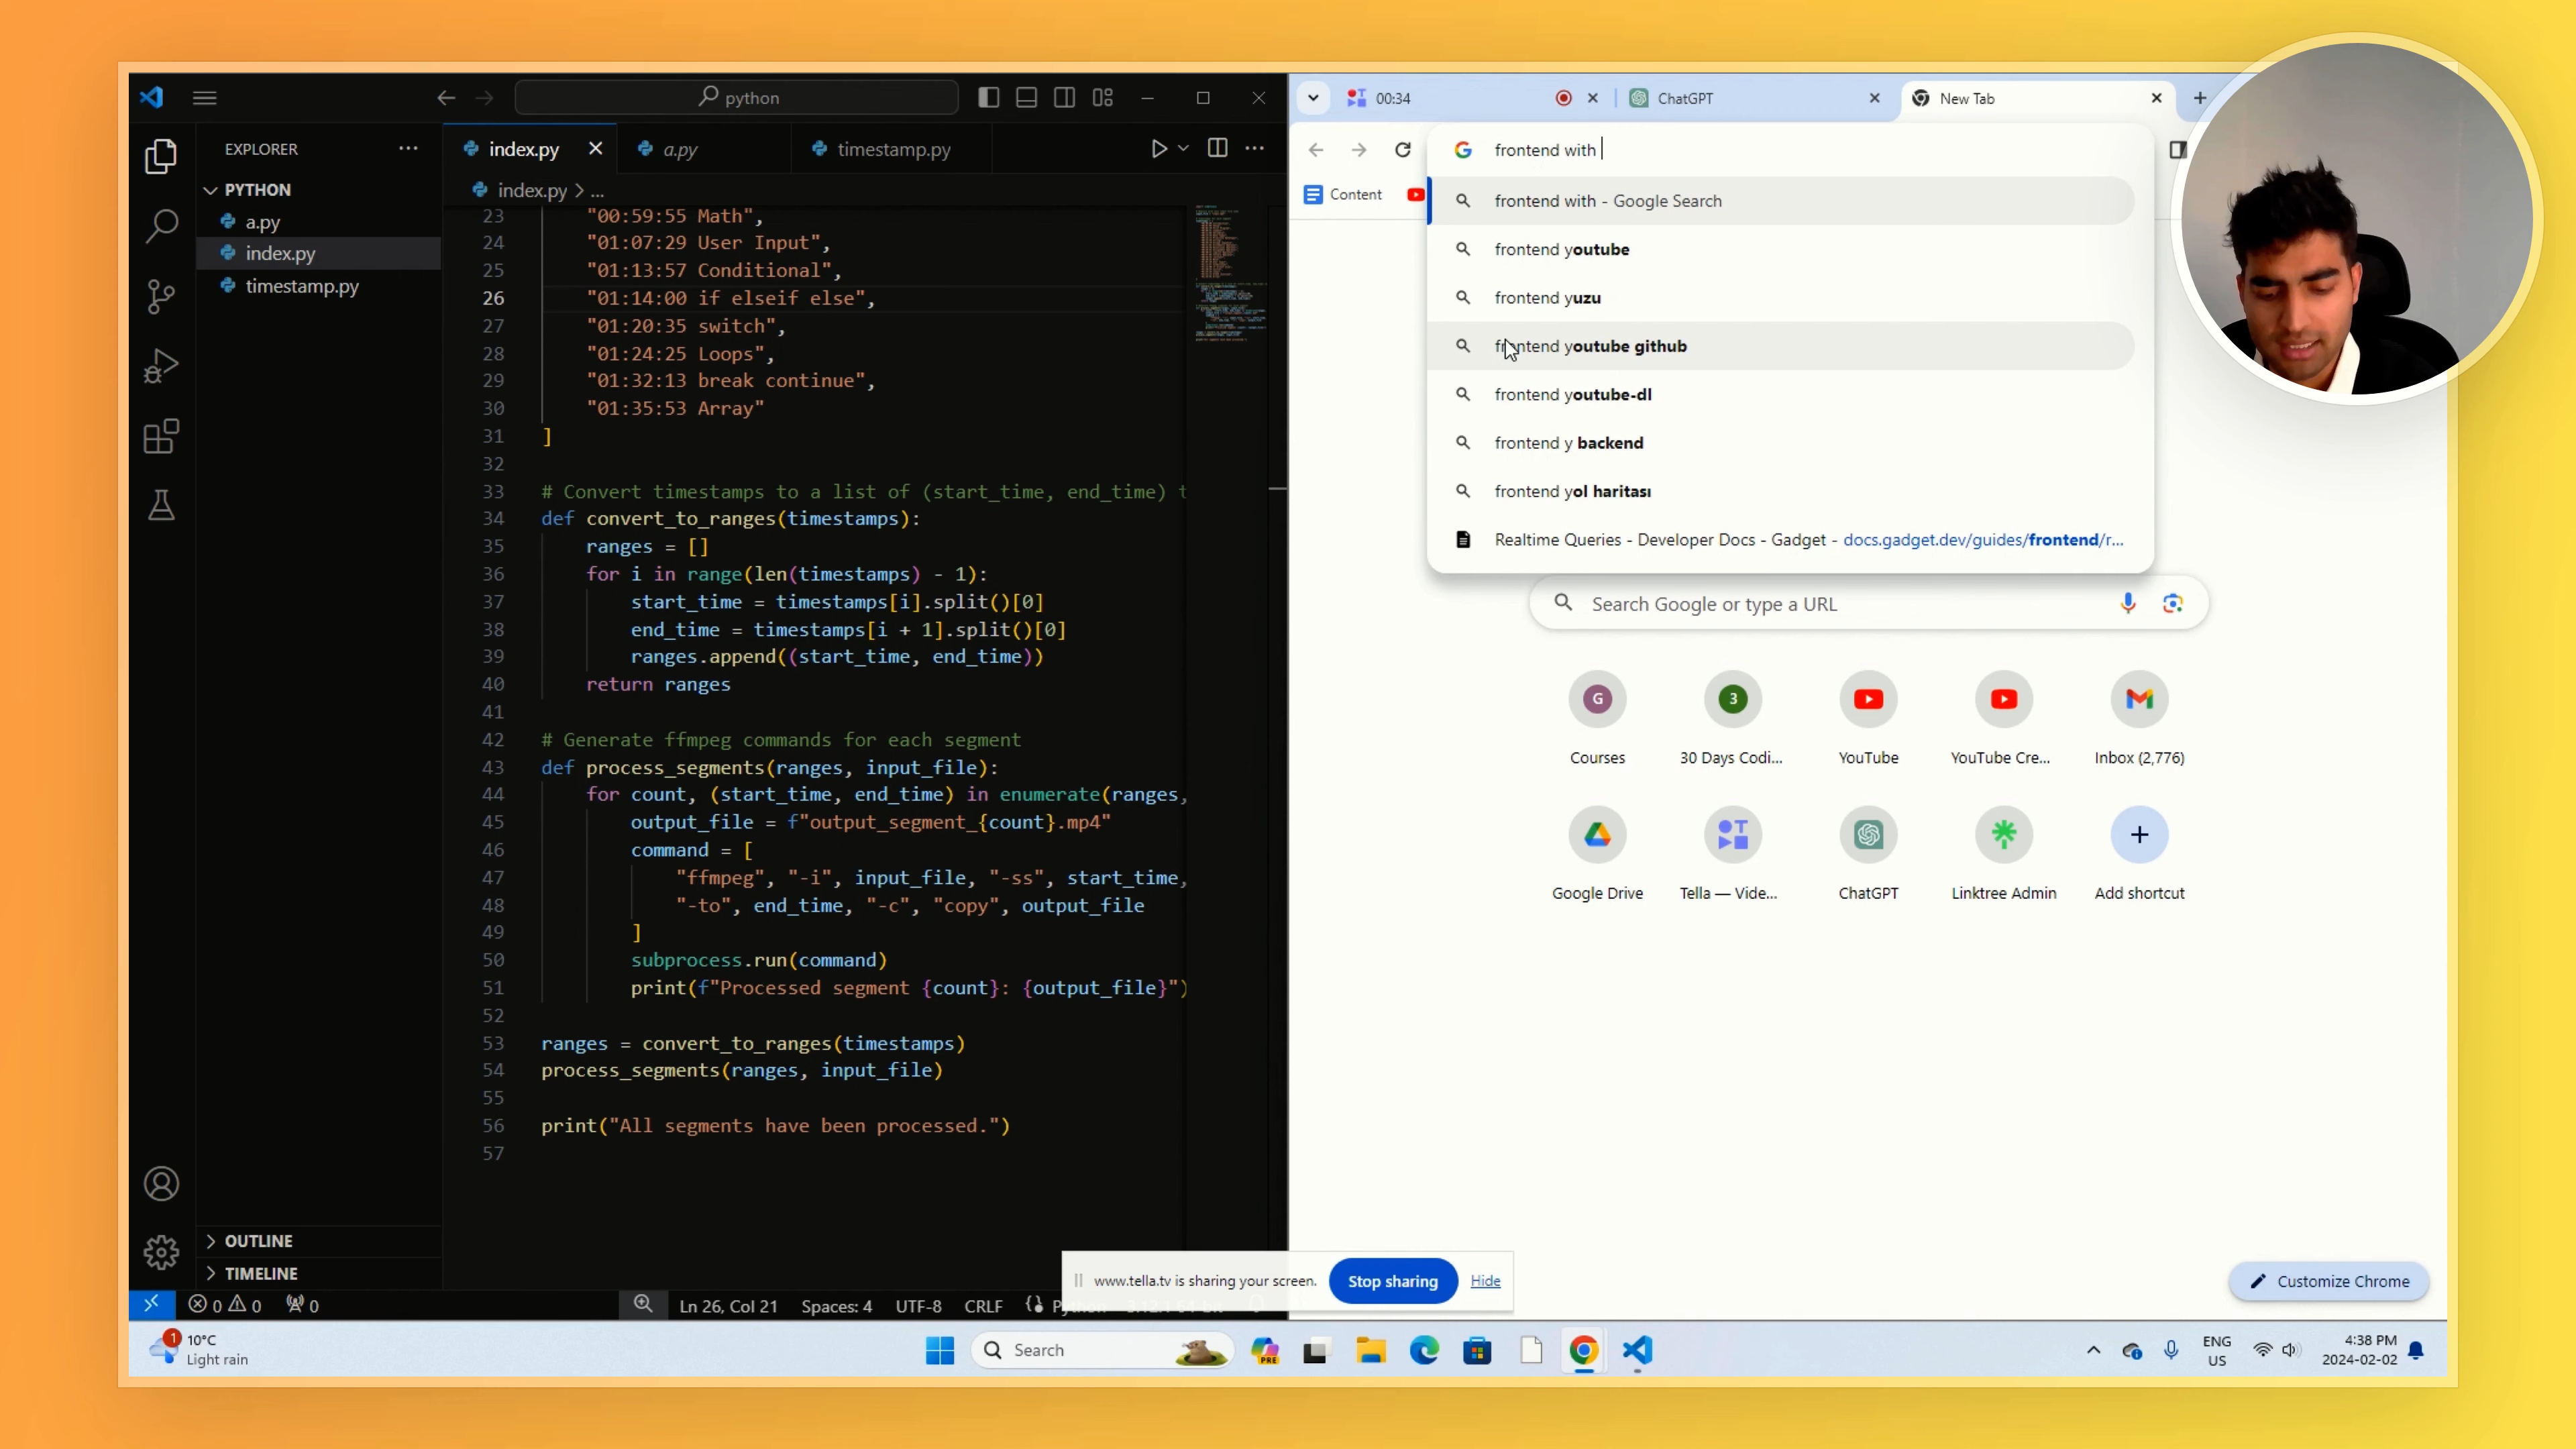 python
EXPLORER
PYTHON
a.py
index.py
timestamp.py
OUTLINE
TIMELINE
index.py
a.py
timestamp.py
index.py > ...
23 "00:59:55 Math",
24 "01:07:29 User Input",
25 "01:13:57 Conditional",
26 "01:14:00 if elseif else",
27 "01:20:35 switch",
28 "01:24:25 Loops",
29 "01:32:13 break continue",
30 "01:35:53 Array"
31 ]
32
33 # Convert timestamps to a list of (start_time, end_time) t
34 def convert_to_ranges(timestamps):
35 ranges = []
36 for i in range(len(timestamps) - 1):
37 start_time = timestamps[i].split()[0]
38 end_time = timestamps[i + 1].split()[0]
39 ranges.append((start_time, end_time))
40 return ranges
41
42 # Generate ffmpeg commands for each segment
43 def process_segments(ranges, input_file):
44 for count, (start_time, end_time) in enumerate(ranges,
45 output_file = f"output_segment_{count}.mp4"
46 command = [
47 "ffmpeg", "-i", input_file, "-ss", start_time,
48 "-to", end_time, "-c", "copy", output_file
49 ]
50 subprocess.run(command)
51 print(f"Processed segment {count}: {output_file}")
52
53 ranges = convert_to_ranges(timestamps)
54 process_segments(ranges, input_file)
55
56 print("All segments have been processed.")
57
0 0 0
Ln 26, Col 21 Spaces: 4 UTF-8 CRLF
00:34
ChatGPT
New Tab
frontend with
Content
frontend with - Google Search
frontend youtube
frontend yuzu
frontend youtube github
frontend youtube-dl
frontend y backend
frontend yol haritası
Realtime Queries - Developer Docs - Gadget - docs.gadget.dev/guides/frontend/r...
Search Google or type a URL
G
3
Courses
30 Days Codi...
YouTube
YouTube Cre...
Inbox (2,776)
Google Drive
Tella — Vide...
ChatGPT
Linktree Admin
Add shortcut
Customize Chrome
www.tella.tv is sharing your screen.
Stop sharing
Hide
1
10°C
Light rain
Search
PRE
ENG
US
4:38 PM
2024-02-02